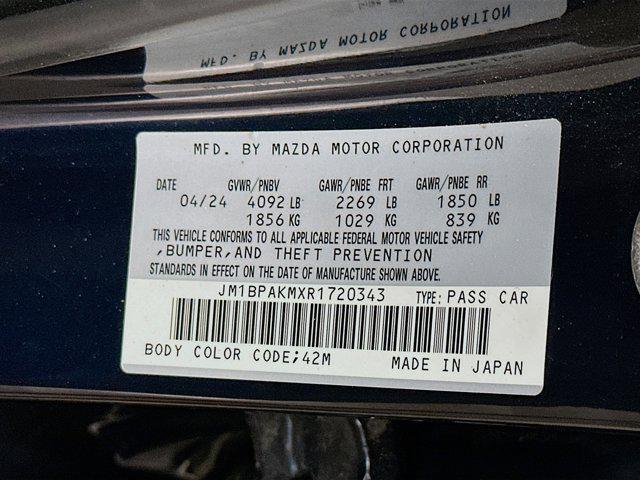 MFD. BY MAZDA MOTOR CORPORATION
MFD. BY MAZDA MOTOR CORPORATION
DATE GVWR/PNBV GAWR/PNBE FRT GAWR/PNBE RR
04/24 4092 LB 2269 LB 1850 LB
1856 KG 1029 KG 839 KG
THIS VEHICLE CONFORMS TO ALL APPLICABLE FEDERAL MOTOR VEHICLE SAFETY
,BUMPER,AND THEFT PREVENTION
STANDARDS IN EFFECT ON THE DATE OF MANUFACTURE SHOWN ABOVE.
JM1BPAKMXR1720343 TYPE: PASS CAR
BODY COLOR CODE;42M MADE IN JAPAN